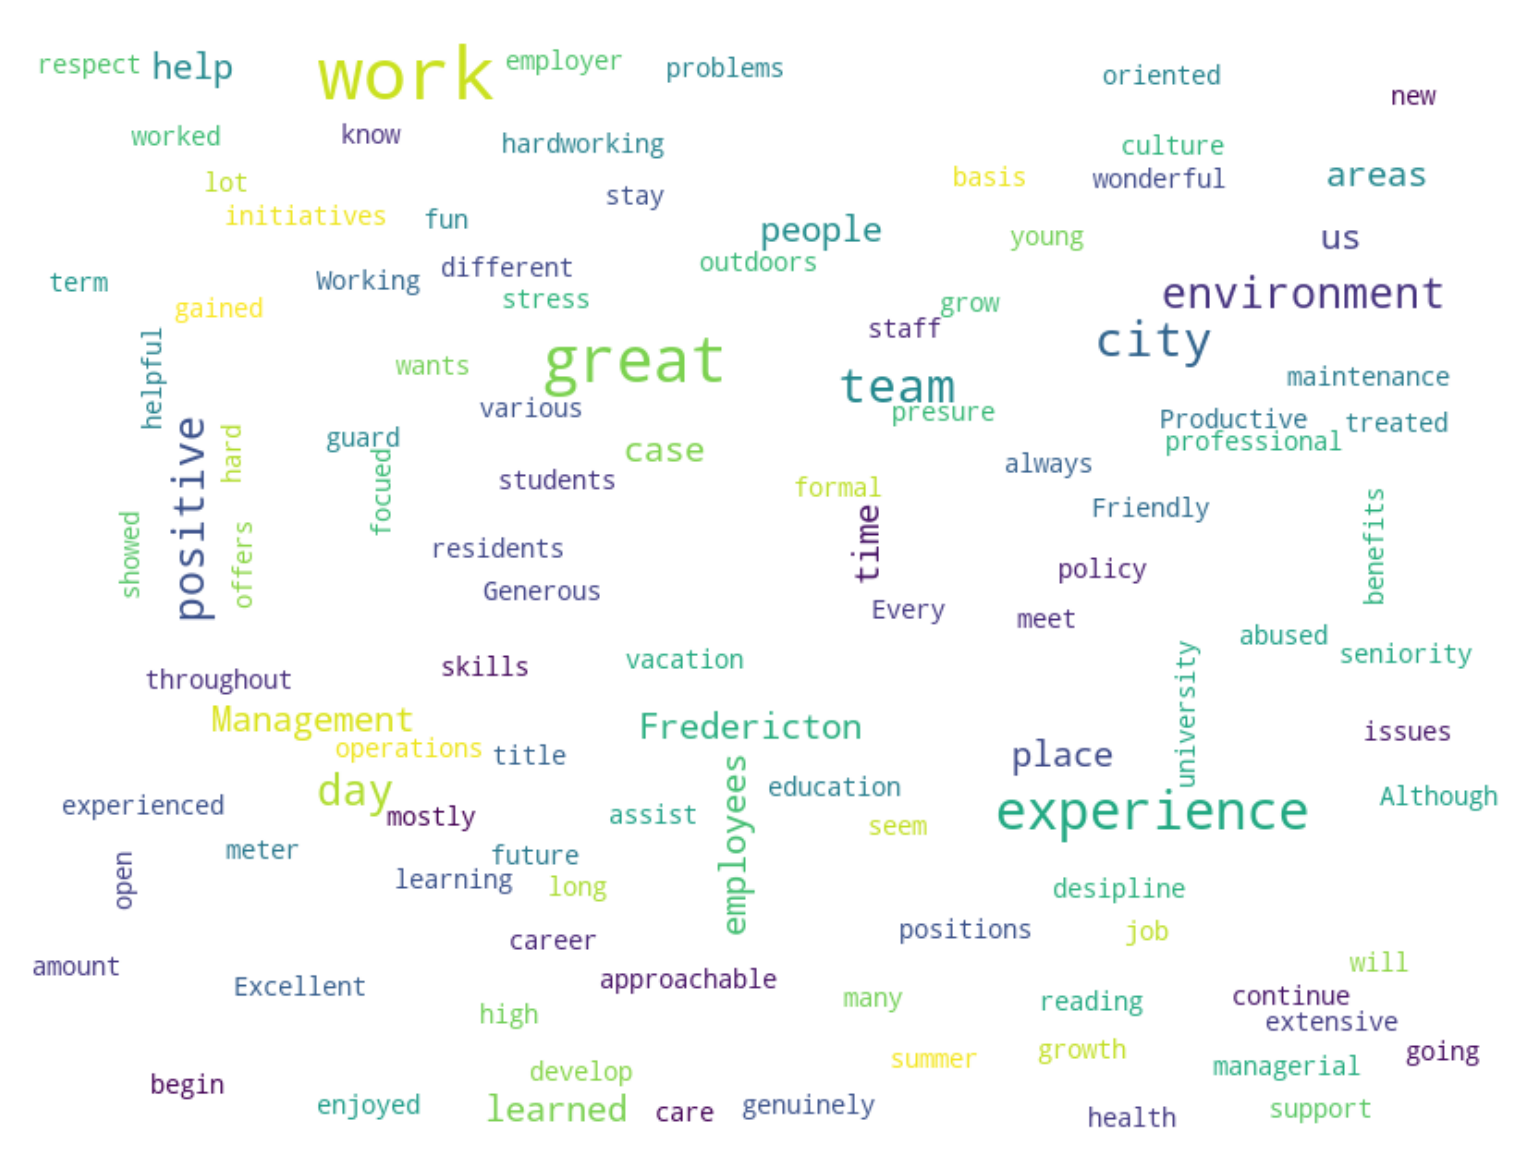 respect help work employer problems oriented
new
worked know hardworking culture
lot stay basis wonderful areas
initiatives fun people young us
term Working different outdoors environment
gained stress grow
helpful wants great staff city
team maintenance
various presure Productive treated
positive hard guard case professional
focued students formal always
showed offers time Friendly benefits
residents policy
Generous Every meet
throughout skills vacation abused seniority
Management Fredericton university issues
operations title place
day employees education experience Although
experienced mostly assist seem
open meter future
learning long desipline
career positions job
amount Excellent approachable will
high many reading continue
extensive
develop summer growth managerial going
begin enjoyed learned care genuinely health support